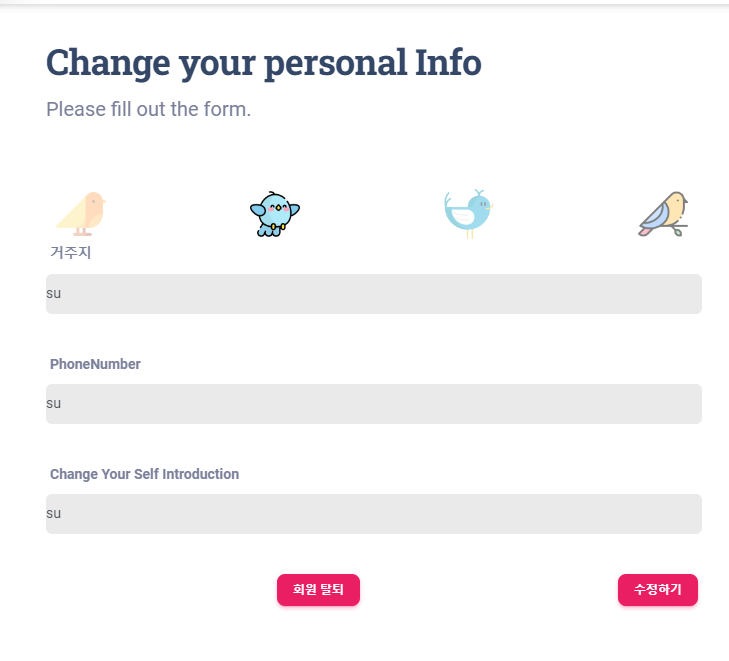 Change your personal Info
Please fill out the form.
거주지
su
PhoneNumber
su
Change Your Self Introduction
su
회원 탈퇴
수정하기